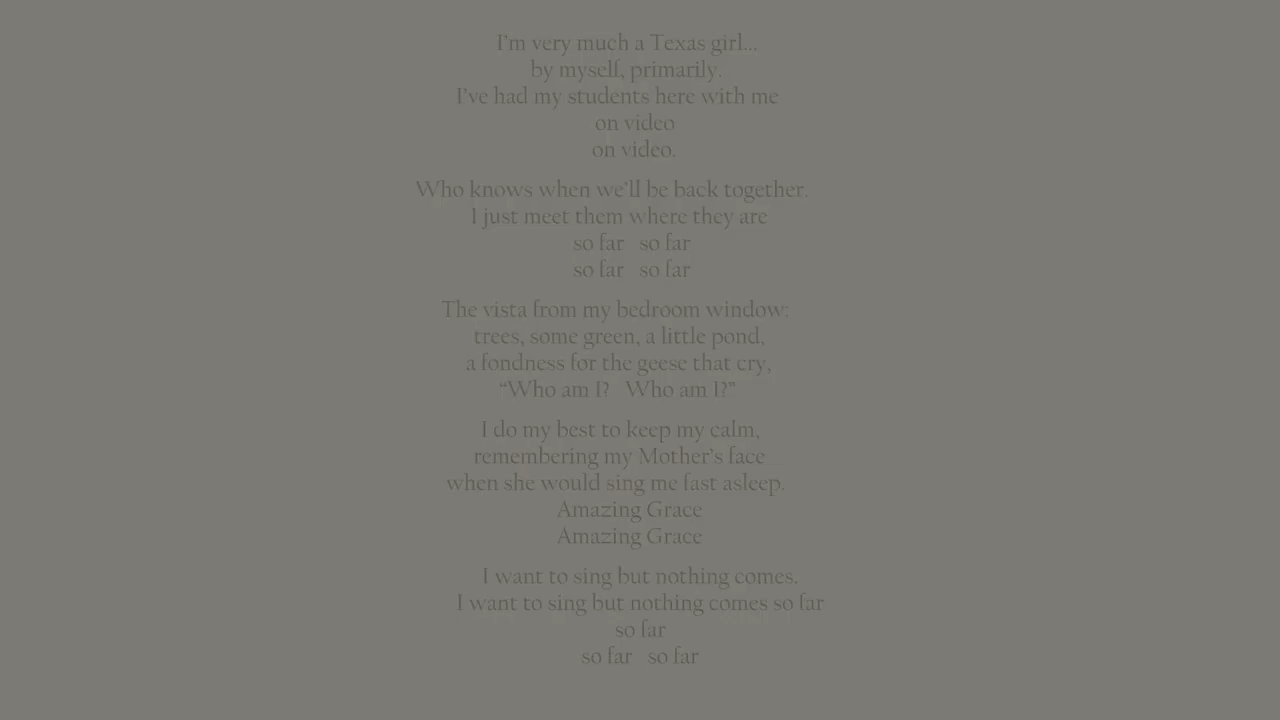 I'm very much a Texas girl...
by myself, primarily.
I've had my students here with me
on video
on video.
Who knows when we'll be back together.
I just meet them where they are
so far   so far
so far   so far
The vista from my bedroom window:
trees, some green, a little pond,
a fondness for the geese that cry,
“Who am I?   Who am I?”
I do my best to keep my calm,
remembering my Mother's face
when she would sing me fast asleep.
Amazing Grace
Amazing Grace
I want to sing but nothing comes.
I want to sing but nothing comes so far
so far
so far   so far